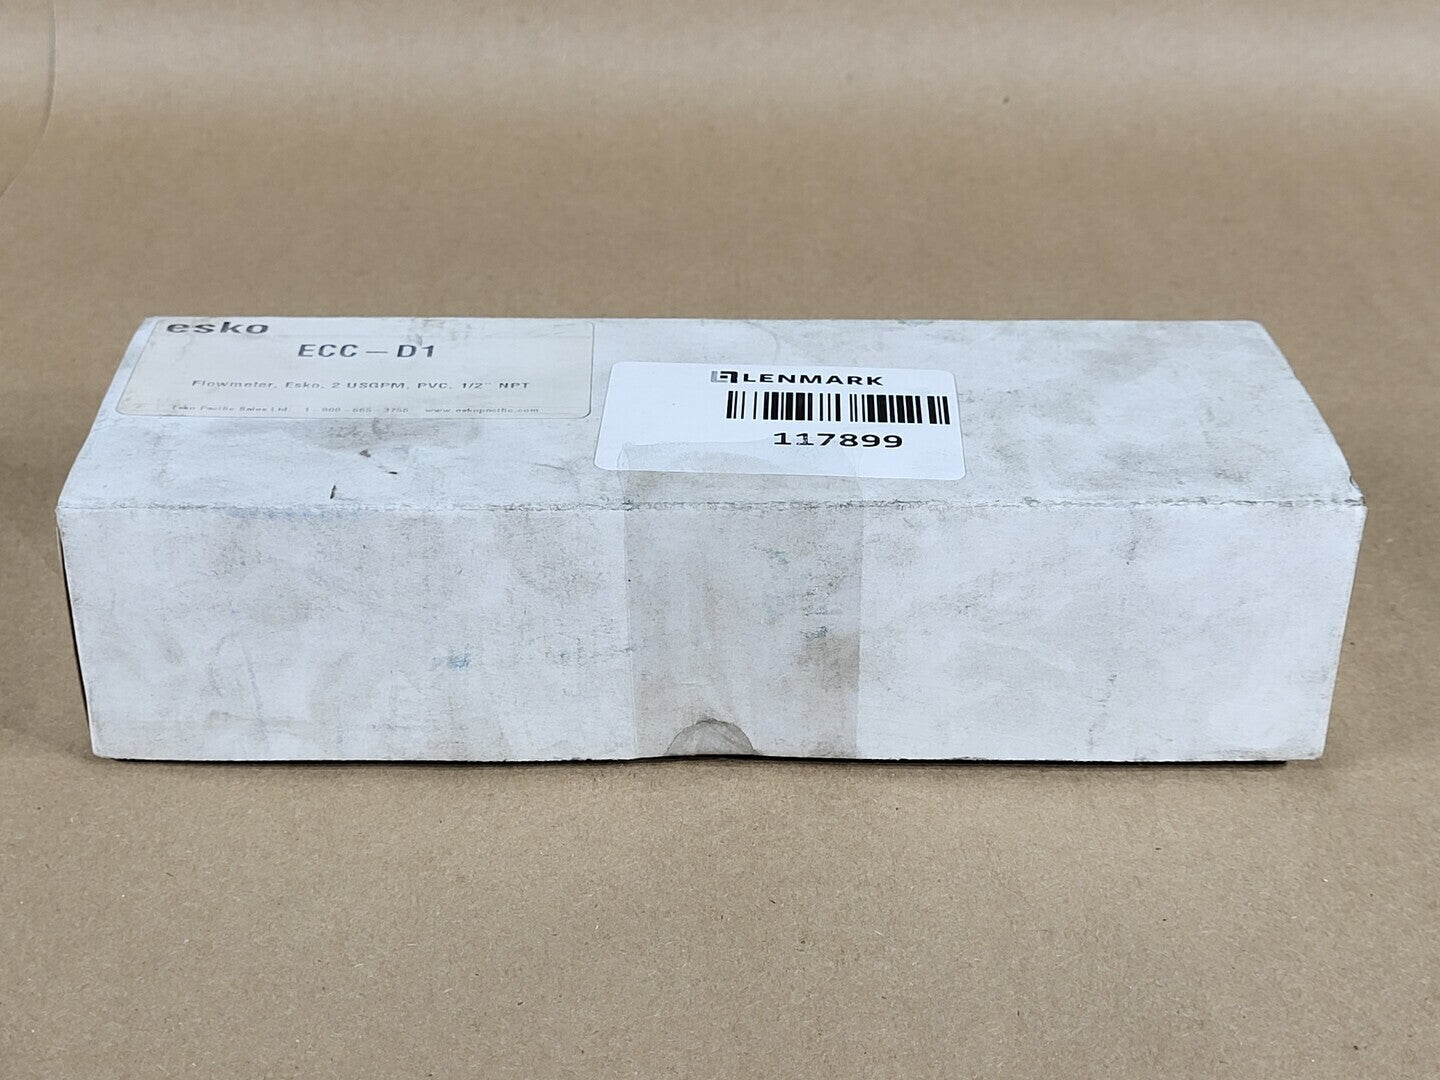 esko
ECC-D1
Flowmeter, Esko, 2 USGPM, PVC, 1/2" NPT
Esko Pacific Sales Ltd. 1-800-665-3756 www.eskopacific.com
LENMARK
117899